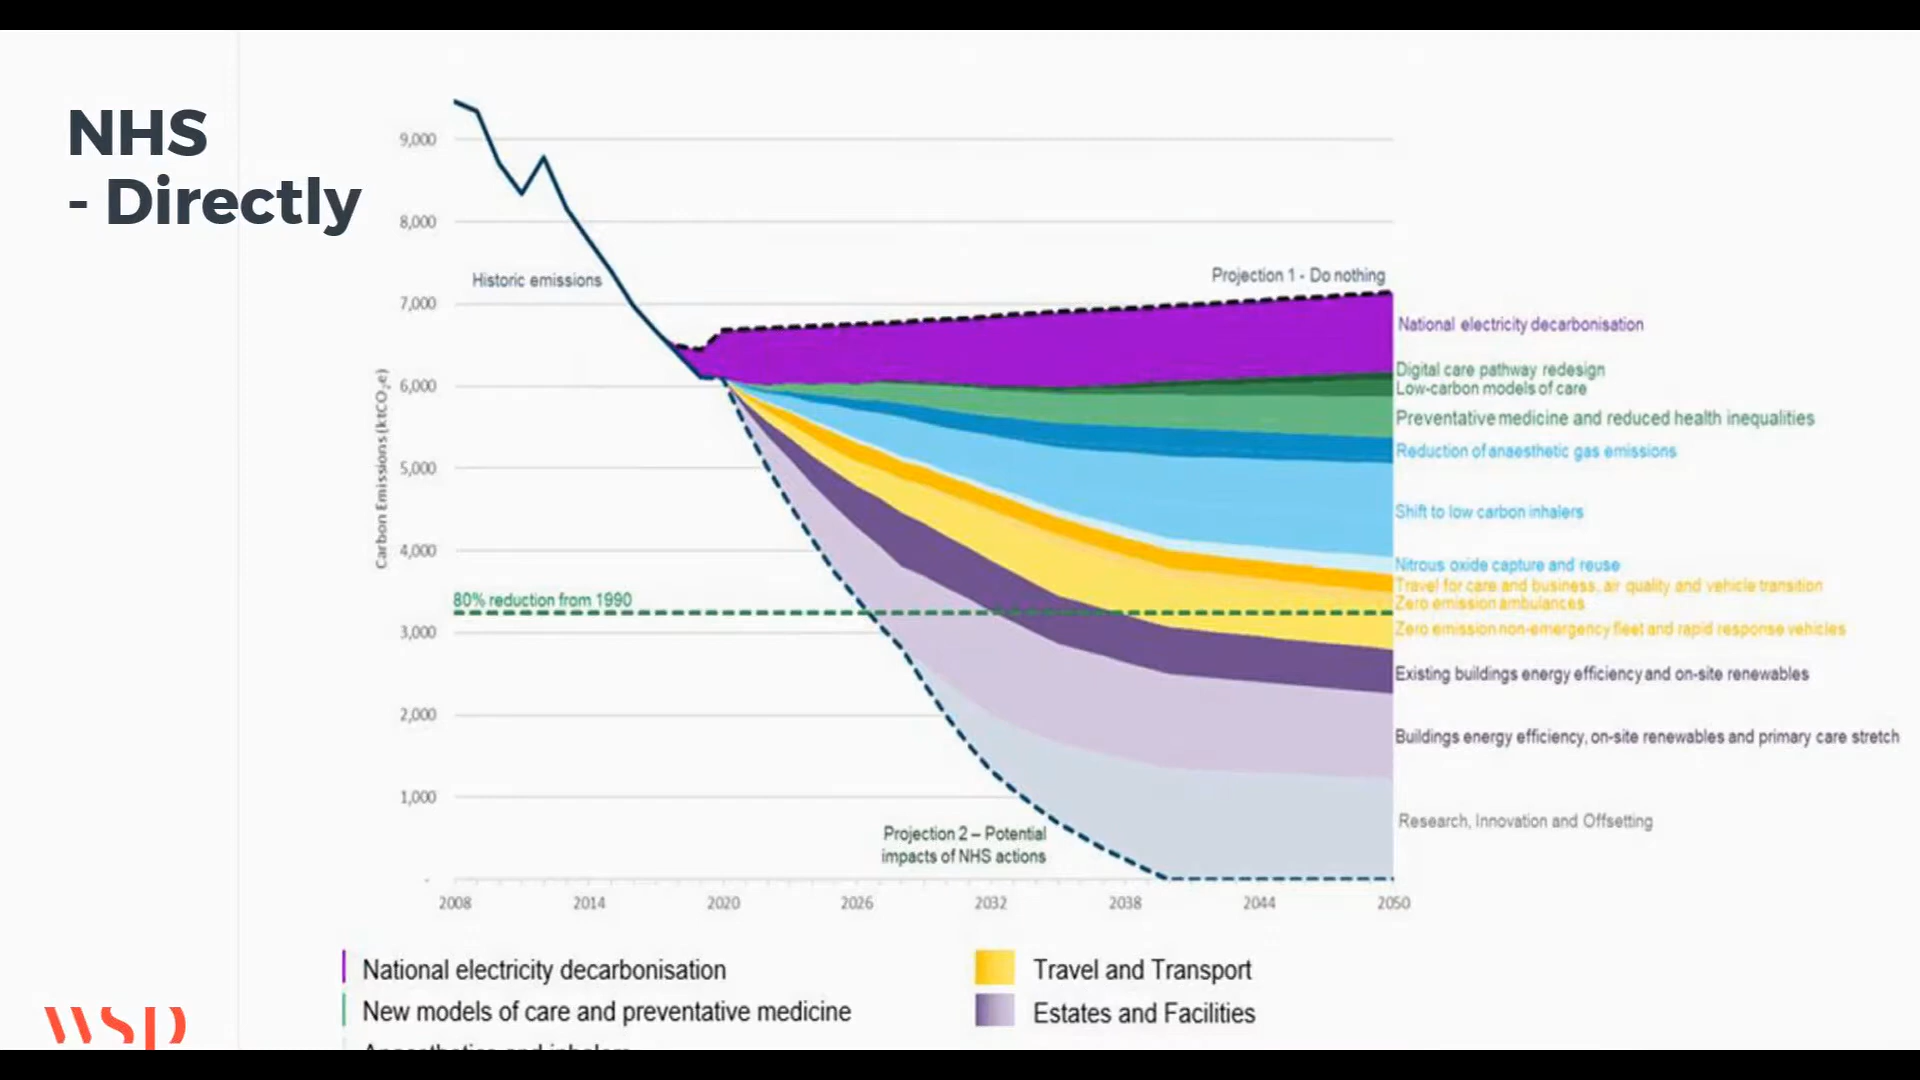 NHS
- Directly
9,000
8,000
7,000
6,000
5,000
4,000
3,000
2,000
1,000
-
Carbon Emissions (ktCO2e)
Historic emissions
Projection 1 - Do nothing
80% reduction from 1990
Projection 2 – Potential
impacts of NHS actions
National electricity decarbonisation
Digital care pathway redesign
Low-carbon models of care
Preventative medicine and reduced health inequalities
Reduction of anaesthetic gas emissions
Shift to low carbon inhalers
Nitrous oxide capture and reuse
Travel for care and business, air quality and vehicle transition
Zero emission ambulances
Zero emission non-emergency fleet and rapid response vehicles
Existing buildings energy efficiency and on-site renewables
Buildings energy efficiency, on-site renewables and primary care stretch
Research, Innovation and Offsetting
2008 2014 2020 2026 2032 2038 2044 2050
National electricity decarbonisation
New models of care and preventative medicine
Anaesthetics and inhalers
Travel and Transport
Estates and Facilities
wsp